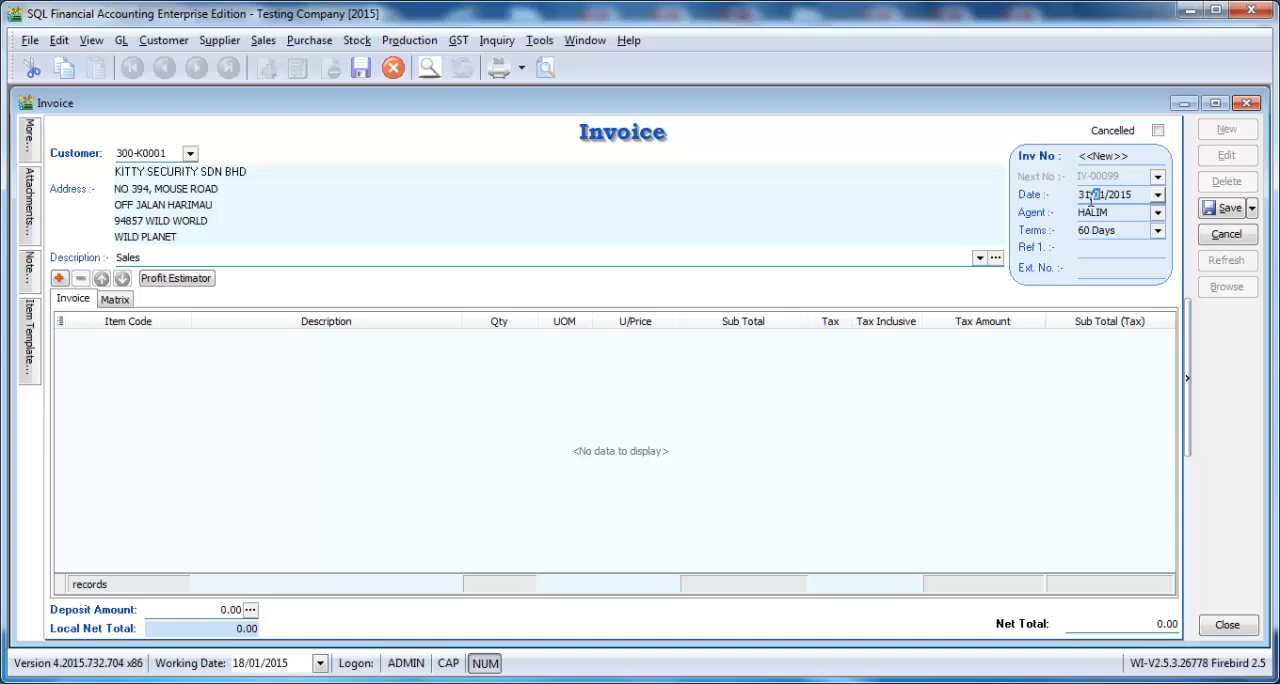 SQL Financial Accounting Enterprise Edition - Testing Company [2015]
File Edit View GL Customer Supplier Sales Purchase Stock Production GST Inquiry Tools Window Help
Invoice
Invoice
Cancelled
Customer: 300-K0001
KITTY SECURITY SDN BHD
Address :- NO 394, MOUSE ROAD
OFF JALAN HARIMAU
94857 WILD WORLD
WILD PLANET
Description :- Sales
Inv No : <<New>>
Next No :- IV-00099
Date :- 31/01/2015
Agent :- HALIM
Terms :- 60 Days
Ref 1. :-
Ext. No. :-
New
Edit
Delete
Save
Cancel
Refresh
Browse
More...
Attachments...
Note...
Item Template...
Profit Estimator
Invoice Matrix
Item Code Description Qty UOM U/Price Sub Total Tax Tax Inclusive Tax Amount Sub Total (Tax)
<No data to display>
records
Deposit Amount: 0.00
Local Net Total: 0.00
Net Total: 0.00
Close
Version 4.2015.732.704 x86 Working Date: 18/01/2015 Logon: ADMIN CAP NUM WI-V2.5.3.26778 Firebird 2.5